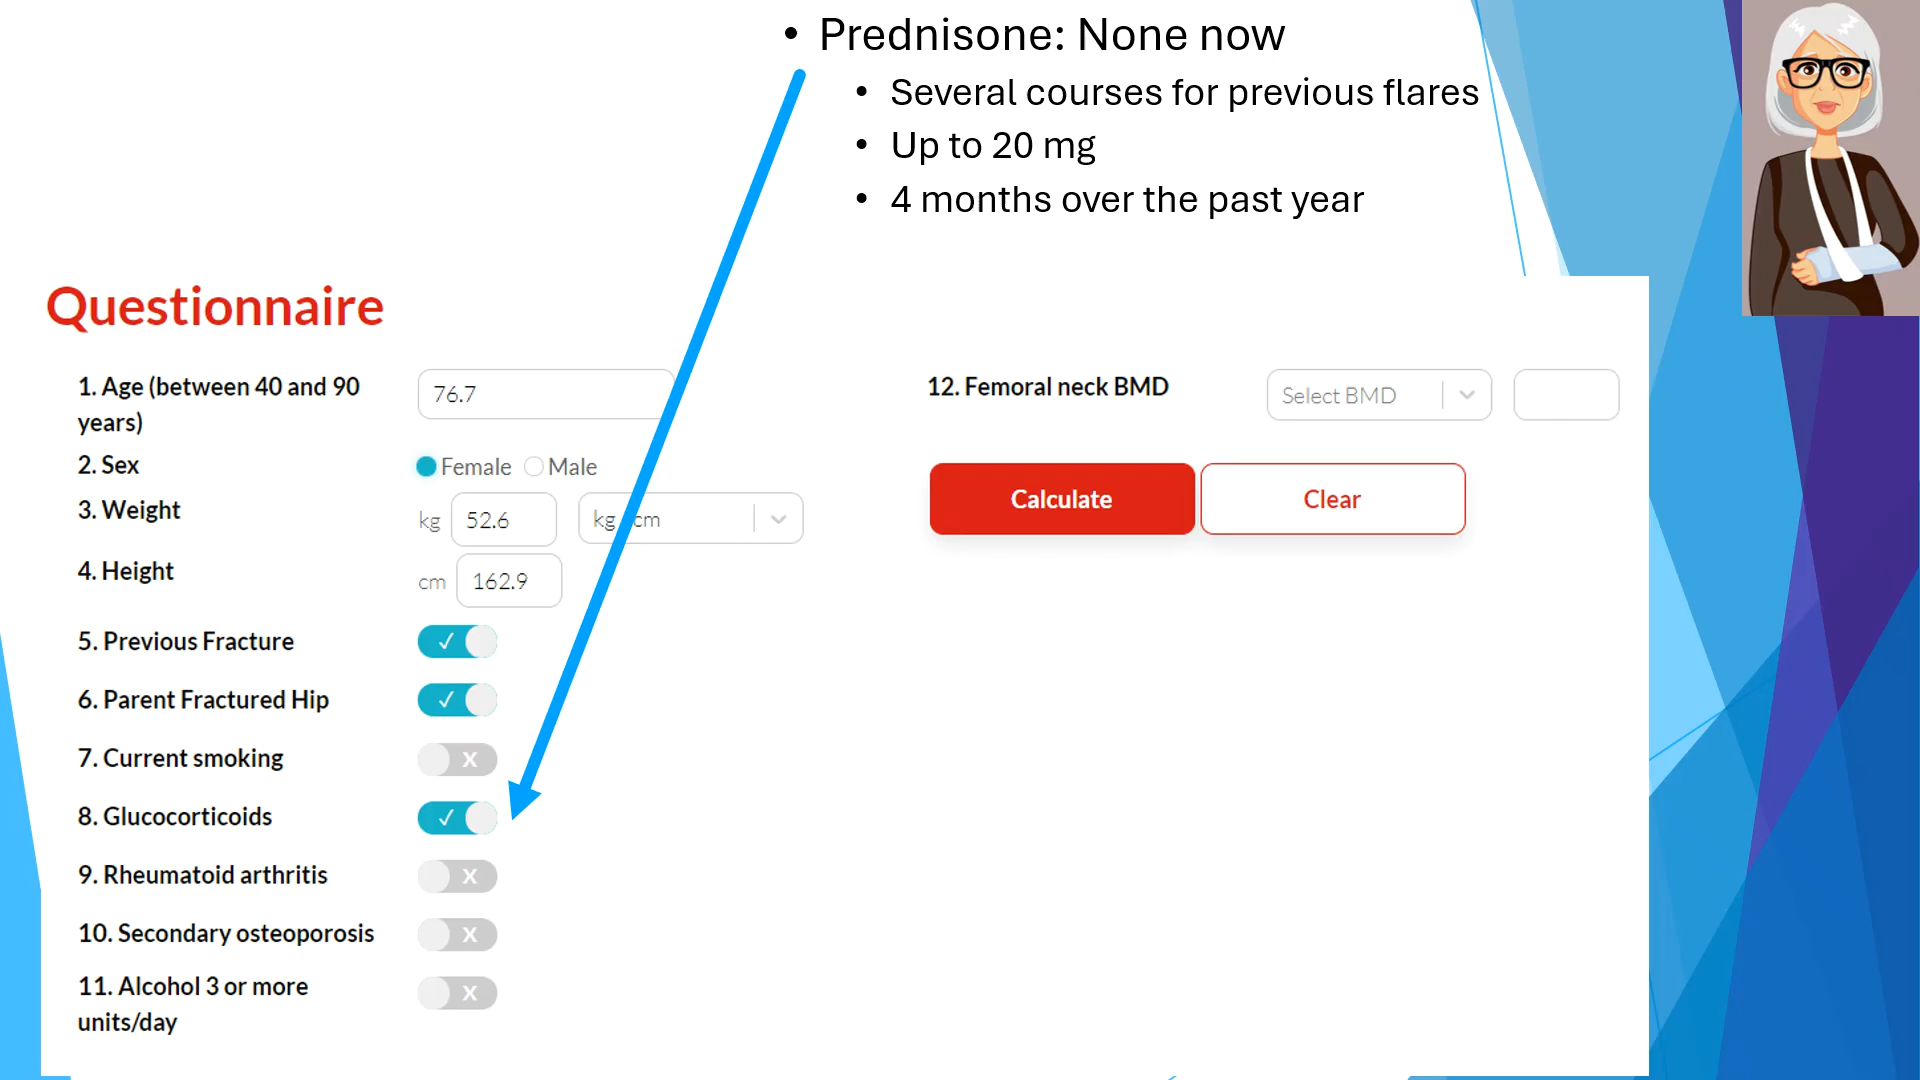 Prednisone: None now
Several courses for previous flares
Up to 20 mg
4 months over the past year
Questionnaire
1. Age (between 40 and 90
years)
76.7
2. Sex
Female Male
3. Weight
kg 52.6
kg cm
4. Height
cm 162.9
5. Previous Fracture
6. Parent Fractured Hip
7. Current smoking
X
8. Glucocorticoids
9. Rheumatoid arthritis
X
10. Secondary osteoporosis
X
11. Alcohol 3 or more
units/day
X
12. Femoral neck BMD
Select BMD
Calculate
Clear